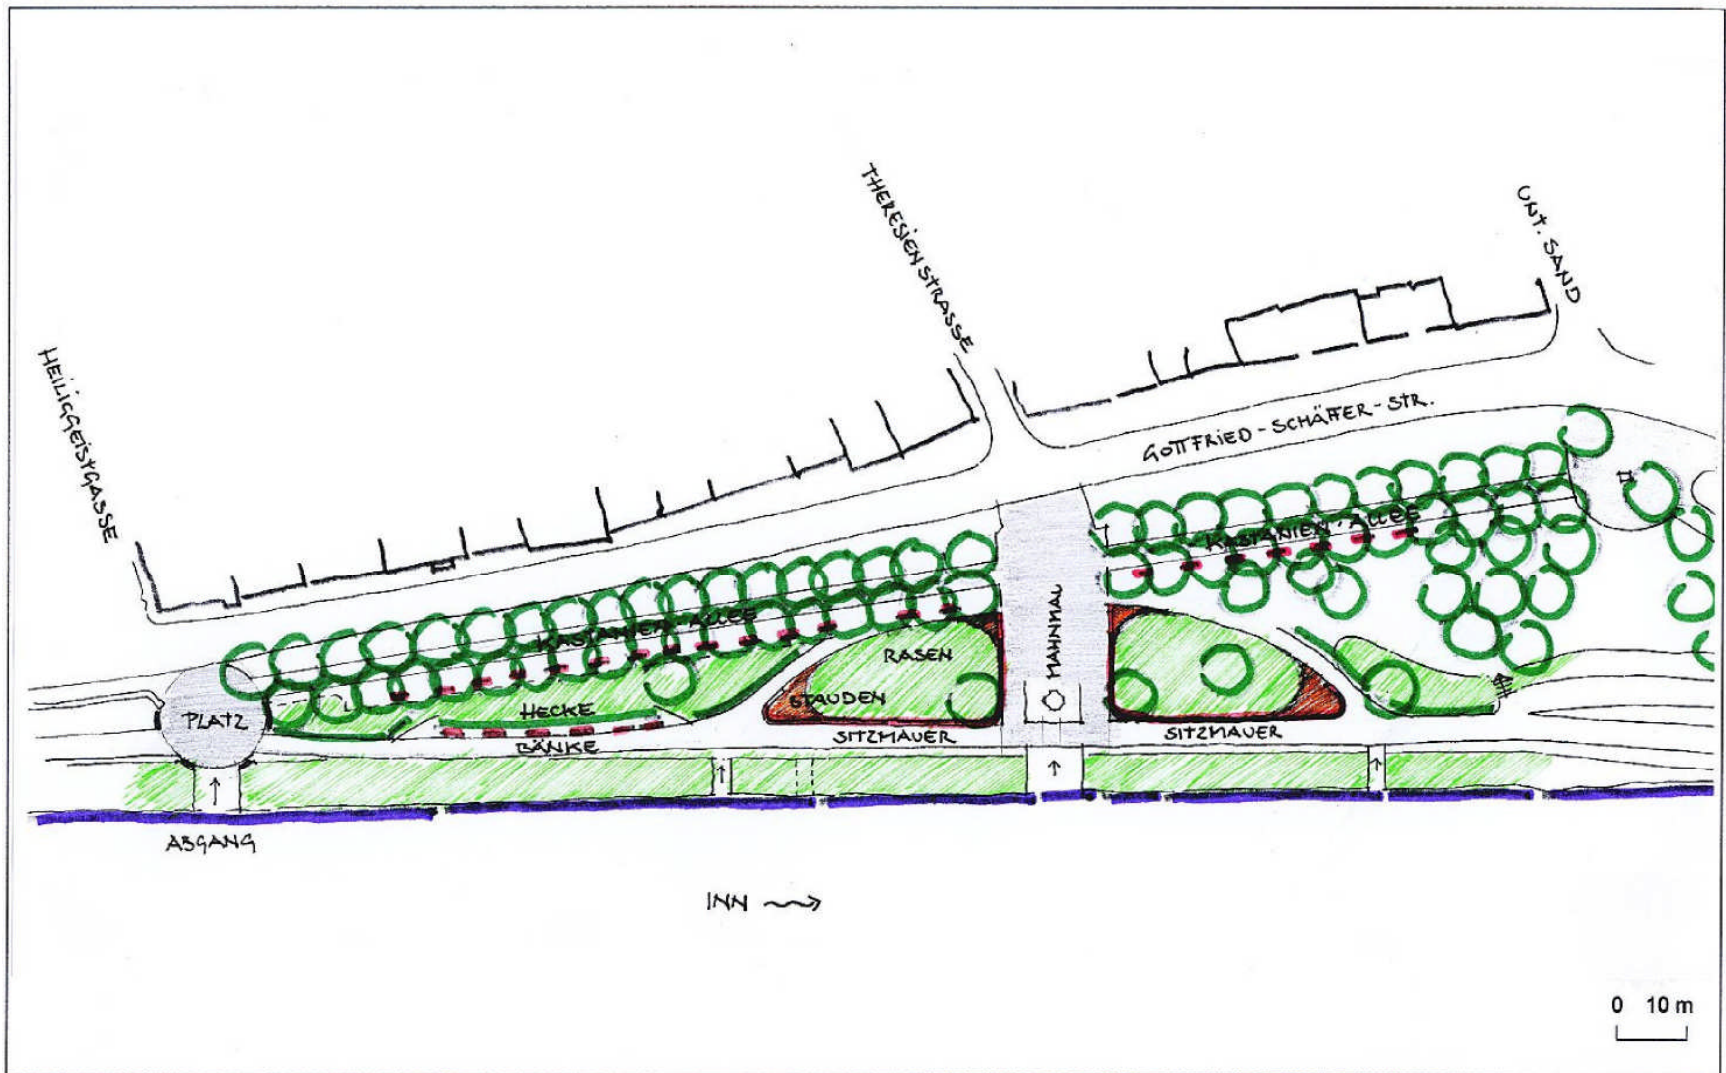 THERESIENSTRASSE
UNT. SAND
HEILIGGEISTGASSE
GOTTFRIED-SCHÄFFER-STR.
KASTANIEN-ALLEE
KASTANIEN-ALLEE
MAHNMAL
RASEN
STAUDEN
HECKE
PLATZ
SITZMAUER
SITZMAUER
BÄNKE
ABGANG
INN
0 10 m